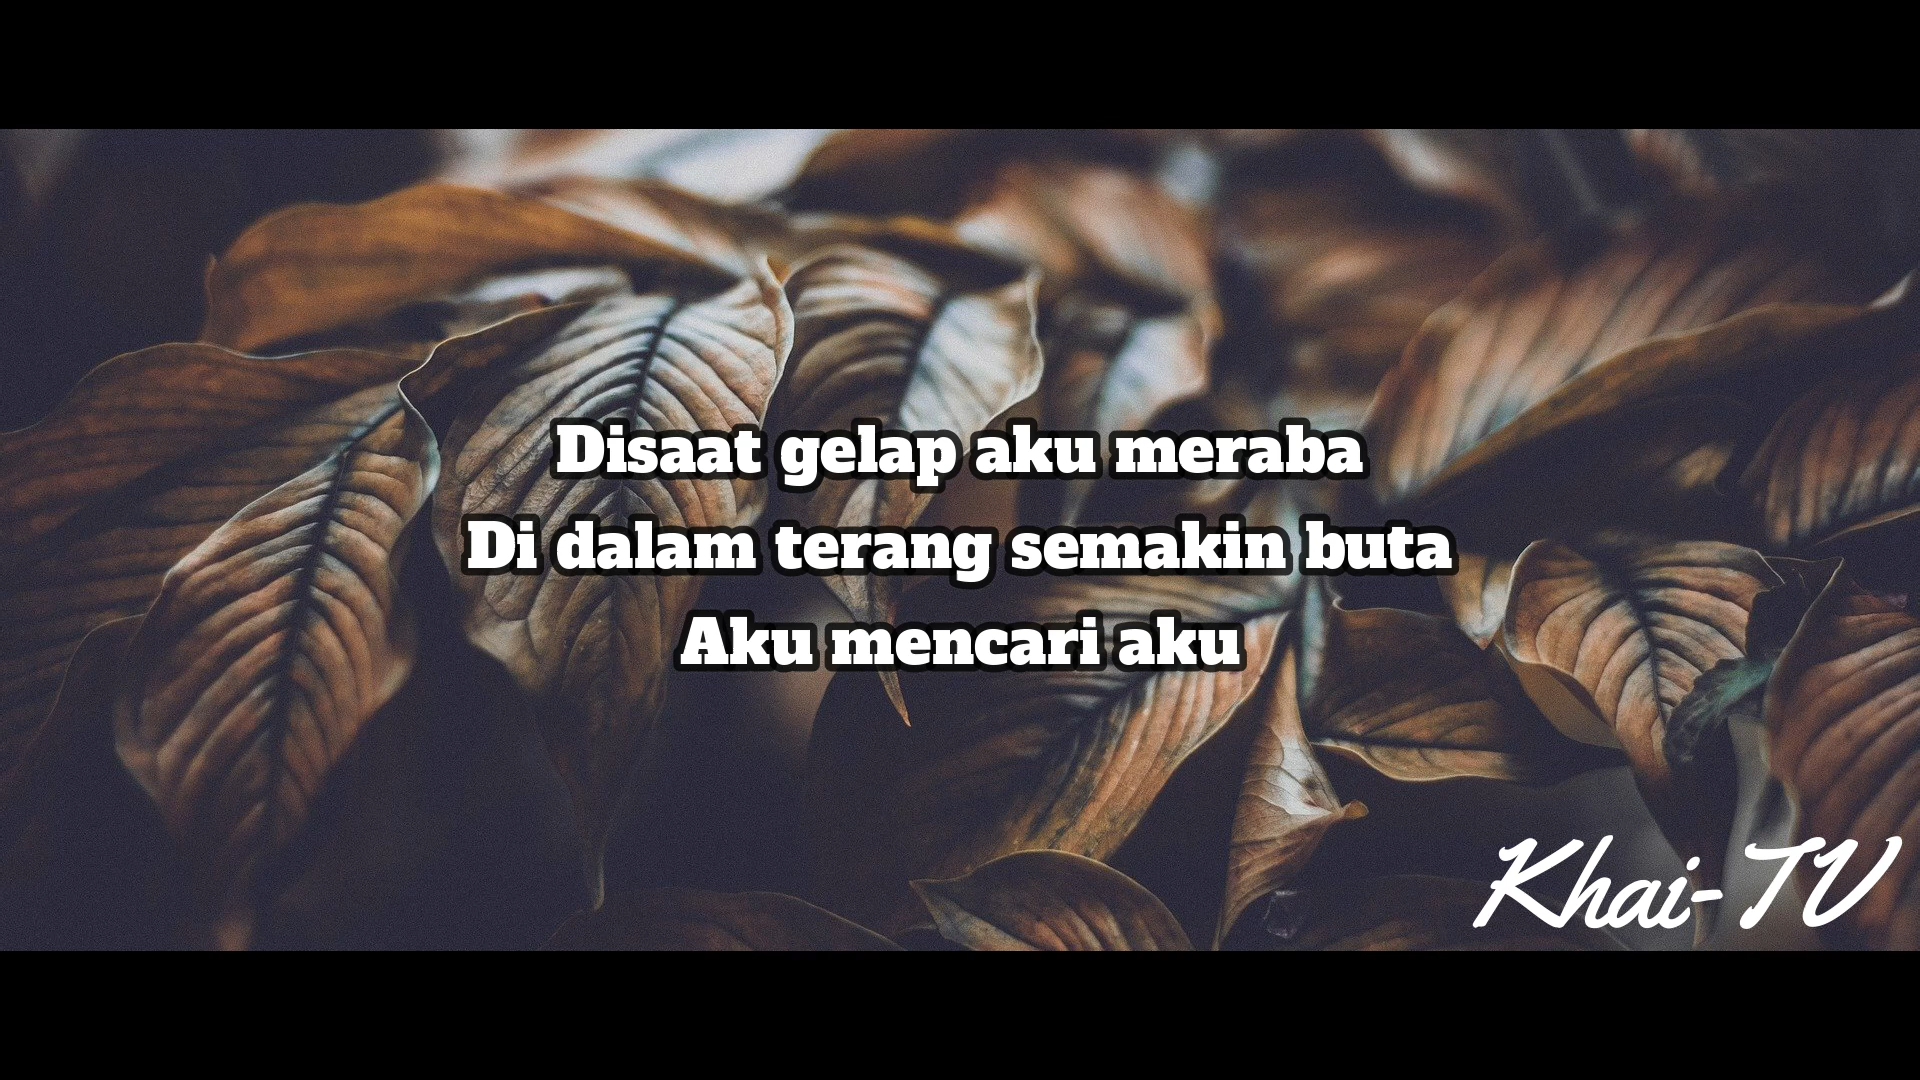 Disaat gelap aku meraba
Di dalam terang semakin buta
Aku mencari aku
Khai-TV